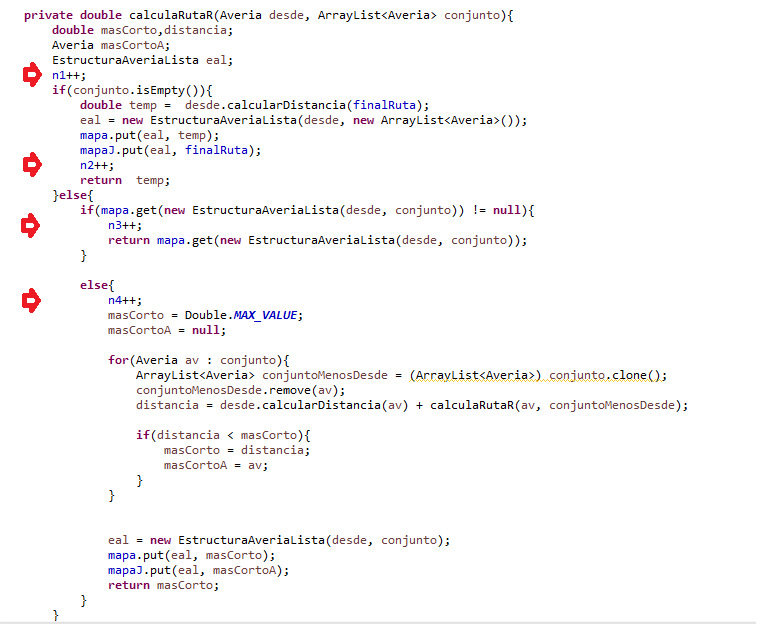 private double calculaRutaR(Averia desde, ArrayList<Averia> conjunto){
double masCorto,distancia;
Averia masCortoA;
EstructuraAveriaLista eal;
n1++;
if(conjunto.isEmpty()){
double temp =  desde.calcularDistancia(finalRuta);
eal = new EstructuraAveriaLista(desde, new ArrayList<Averia>());
mapa.put(eal, temp);
mapaJ.put(eal, finalRuta);
n2++;
return  temp;
}else{
if(mapa.get(new EstructuraAveriaLista(desde, conjunto)) != null){
n3++;
return mapa.get(new EstructuraAveriaLista(desde, conjunto));
}
else{
n4++;
masCorto = Double.MAX_VALUE;
masCortoA = null;
for(Averia av : conjunto){
ArrayList<Averia> conjuntoMenosDesde = (ArrayList<Averia>) conjunto.clone();
conjuntoMenosDesde.remove(av);
distancia = desde.calcularDistancia(av) + calculaRutaR(av, conjuntoMenosDesde);
if(distancia < masCorto){
masCorto = distancia;
masCortoA = av;
}
}
eal = new EstructuraAveriaLista(desde, conjunto);
mapa.put(eal, masCorto);
mapaJ.put(eal, masCortoA);
return masCorto;
}
}